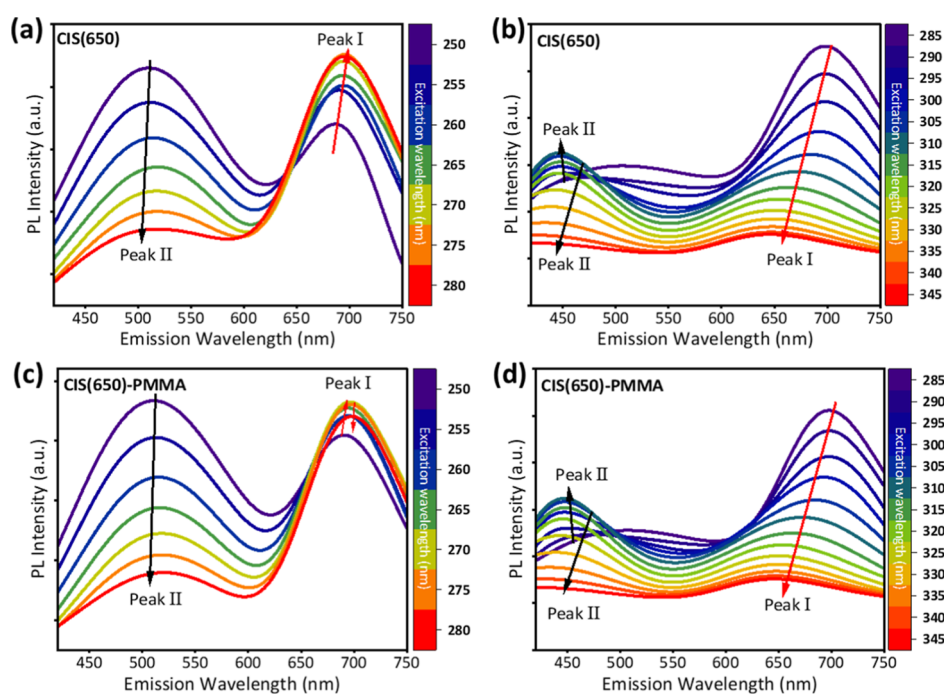 (a)
CIS(650)
Peak I
Peak II
PL Intensity (a.u.)
450 500 550 600 650 700 750
Emission Wavelength (nm)
Excitation wavelength (nm)
250
255
260
265
270
275
280
(b)
CIS(650)
Peak II
Peak II
Peak I
PL Intensity (a.u.)
450 500 550 600 650 700 750
Emission Wavelength (nm)
Excitation wavelength (nm)
285
290
295
300
305
310
315
320
325
330
335
340
345
(c)
CIS(650)-PMMA
Peak I
Peak II
PL Intensity (a.u.)
450 500 550 600 650 700 750
Emission Wavelength (nm)
Excitation wavelength (nm)
250
255
260
265
270
275
280
(d)
CIS(650)-PMMA
Peak II
Peak II
Peak I
PL Intensity (a.u.)
450 500 550 600 650 700 750
Emission Wavelength (nm)
Excitation wavelength (nm)
285
290
295
300
305
310
315
320
325
330
335
340
345